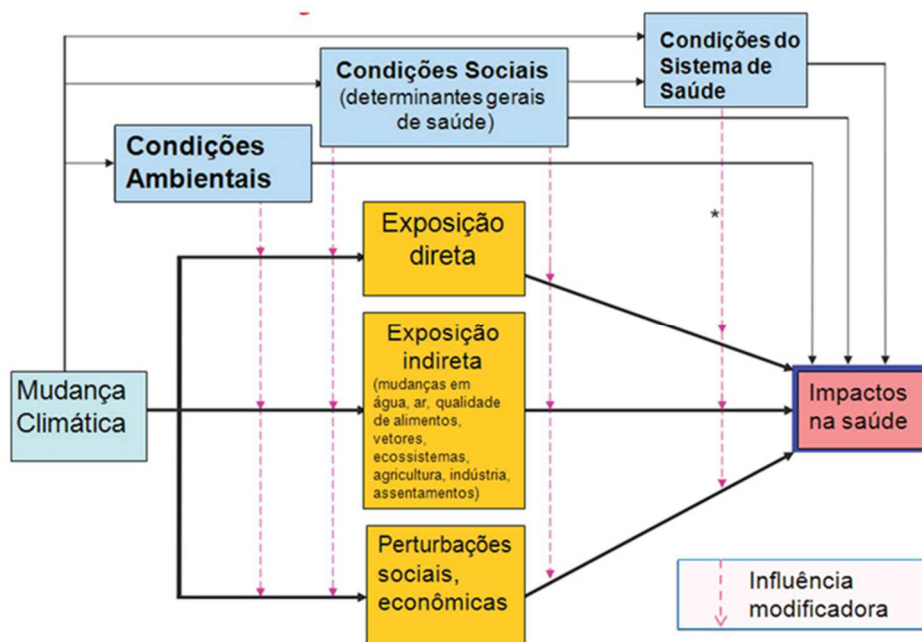 Condições do
Sistema de
Saúde
Condições Sociais
(determinantes gerais
de saúde)
Condições
Ambientais
*
Exposição
direta
Exposição
indireta
(mudanças em
água, ar, qualidade
de alimentos,
vetores,
ecossistemas,
agricultura, indústria,
assentamentos)
Mudança
Climática
Impactos
na saúde
Perturbações
sociais,
econômicas
Influência
modificadora